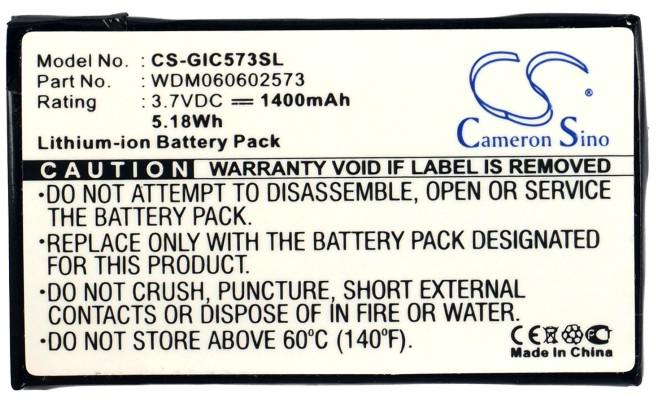 Model No. : CS-GIC573SL
Part No. : WDM060602573
Rating : 3.7VDC ⎓ 1400mAh
5.18Wh
Lithium-ion Battery Pack
CS ®
Cameron Sino
CAUTION WARRANTY VOID IF LABEL IS REMOVED
•DO NOT ATTEMPT TO DISASSEMBLE, OPEN OR SERVICE
THE BATTERY PACK.
•REPLACE ONLY WITH THE BATTERY PACK DESIGNATED
FOR THIS PRODUCT.
•DO NOT CRUSH, PUNCTURE, SHORT EXTERNAL
CONTACTS OR DISPOSE OF IN FIRE OR WATER.
•DO NOT STORE ABOVE 60°C (140°F).
CE
Made In China